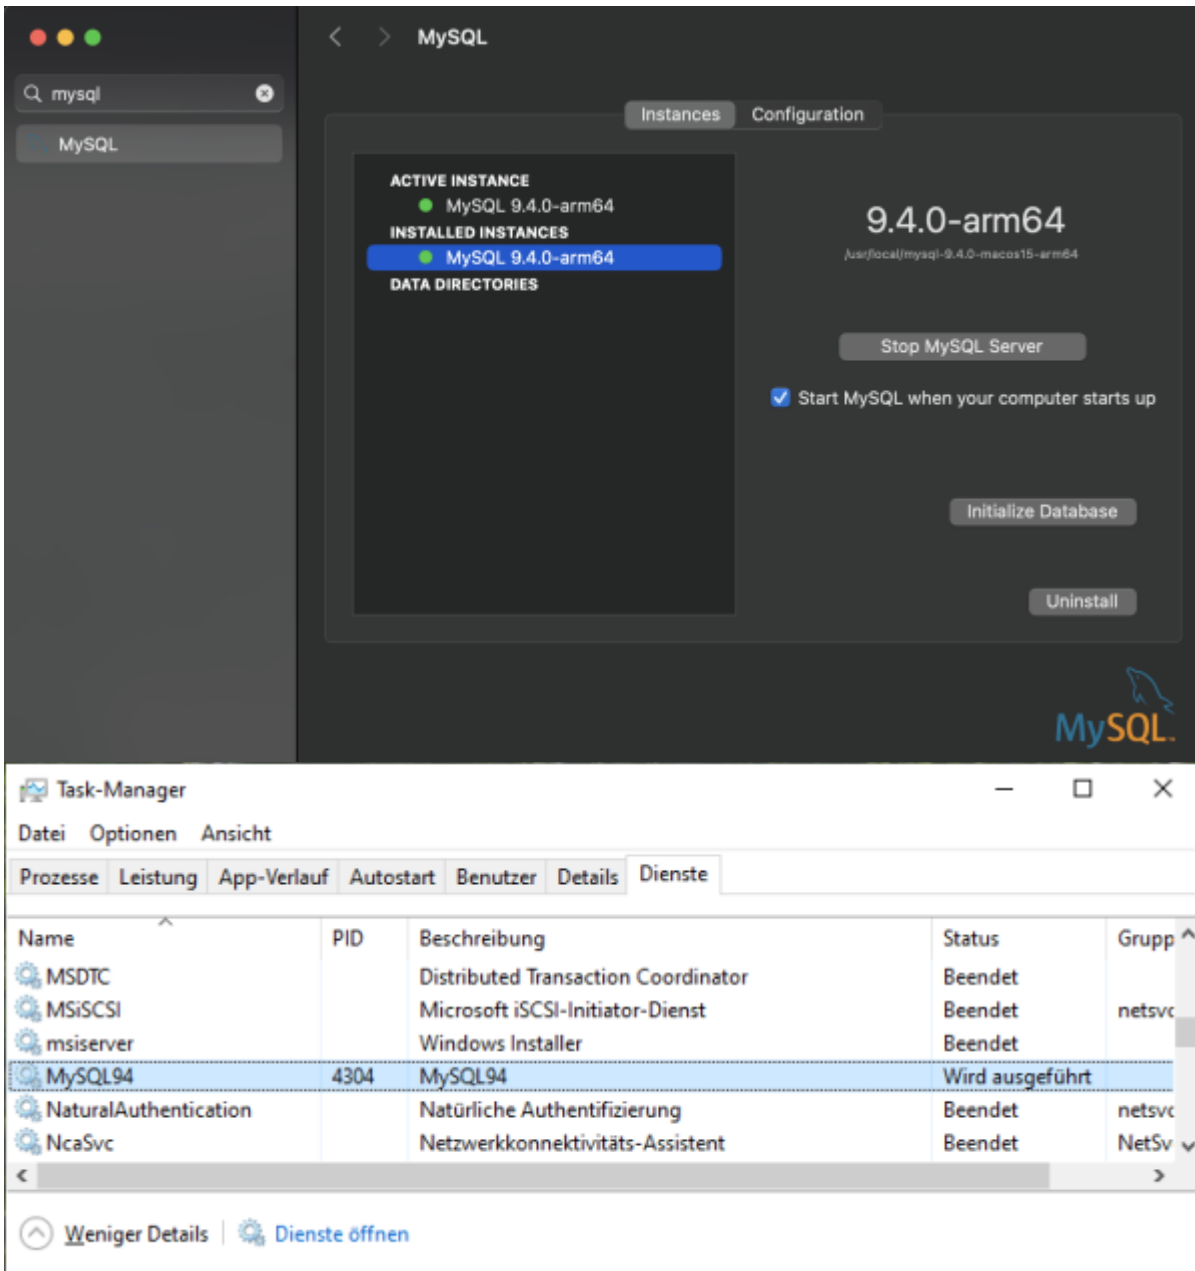 MySQL
mysql
MySQL
Instances Configuration
ACTIVE INSTANCE
MySQL 9.4.0-arm64
INSTALLED INSTANCES
MySQL 9.4.0-arm64
DATA DIRECTORIES
9.4.0-arm64
/usr/local/mysql-9.4.0-macos15-arm64
Stop MySQL Server
Start MySQL when your computer starts up
Initialize Database
Uninstall
MySQL™
Task-Manager
Datei Optionen Ansicht
Prozesse Leistung App-Verlauf Autostart Benutzer Details Dienste
Name PID Beschreibung Status Grupp
MSDTC Distributed Transaction Coordinator Beendet
MSiSCSI Microsoft iSCSI-Initiator-Dienst Beendet netsvc
msiserver Windows Installer Beendet
MySQL94 4304 MySQL94 Wird ausgeführt
NaturalAuthentication Natürliche Authentifizierung Beendet netsvc
NcaSvc Netzwerkkonnektivitäts-Assistent Beendet NetSv
Weniger Details Dienste öffnen